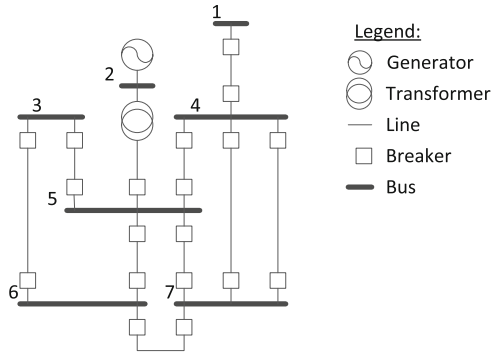 1
2
3
4
5
6
7
Legend:
Generator
Transformer
Line
Breaker
Bus